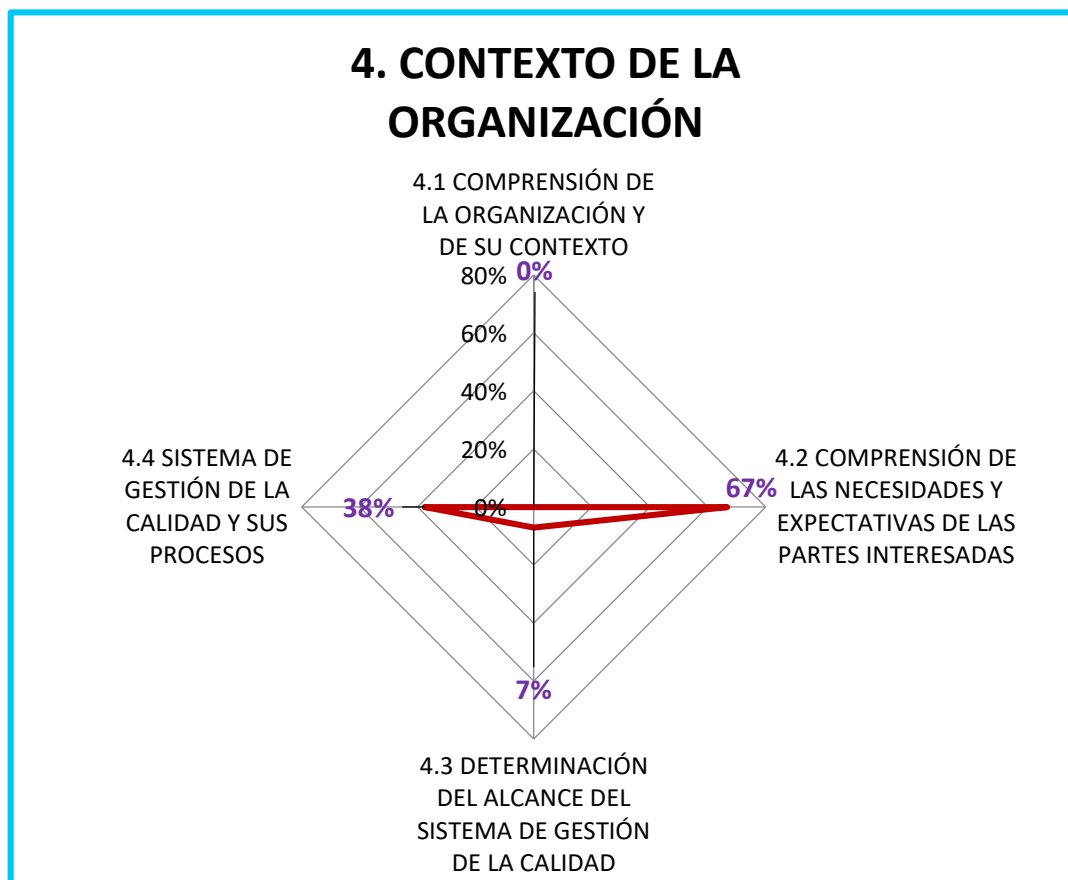 4. CONTEXTO DE LA
ORGANIZACIÓN
4.1 COMPRENSIÓN DE
LA ORGANIZACIÓN Y
DE SU CONTEXTO
80% 0%
60%
40%
20%
0%
4.4 SISTEMA DE
GESTIÓN DE LA
CALIDAD Y SUS
PROCESOS
38%
67%
4.2 COMPRENSIÓN DE
LAS NECESIDADES Y
EXPECTATIVAS DE LAS
PARTES INTERESADAS
7%
4.3 DETERMINACIÓN
DEL ALCANCE DEL
SISTEMA DE GESTIÓN
DE LA CALIDAD